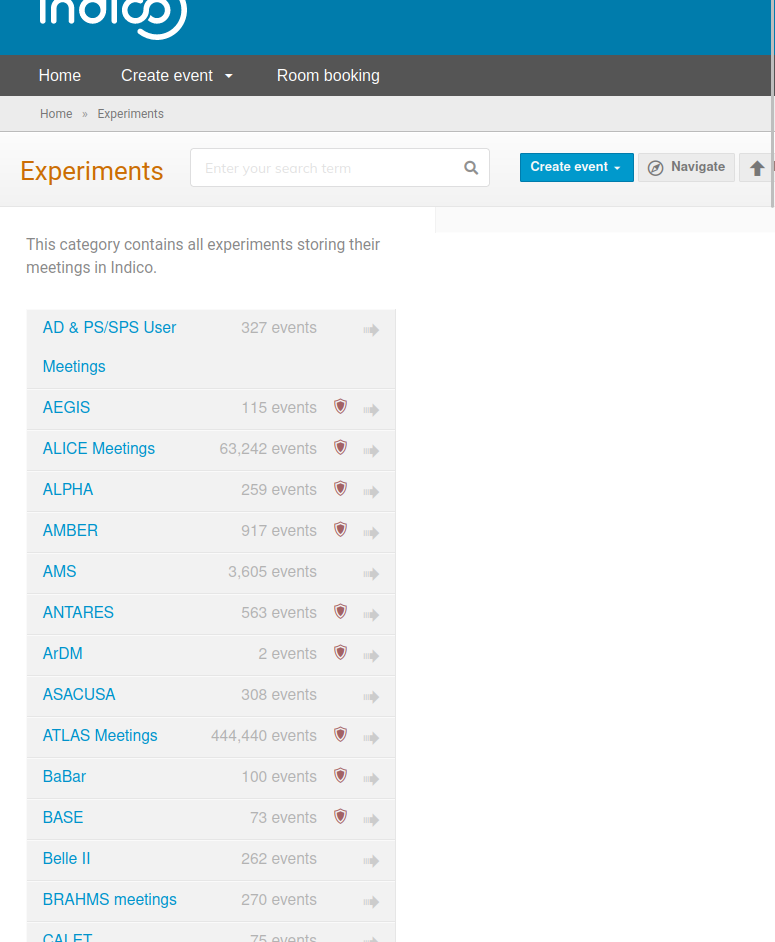 indico
Home Create event Room booking
Home » Experiments
Experiments Enter your search term Create event Navigate
This category contains all experiments storing their
meetings in Indico.
AD & PS/SPS User 327 events
Meetings
AEGIS 115 events
ALICE Meetings 63,242 events
ALPHA 259 events
AMBER 917 events
AMS 3,605 events
ANTARES 563 events
ArDM 2 events
ASACUSA 308 events
ATLAS Meetings 444,440 events
BaBar 100 events
BASE 73 events
Belle II 262 events
BRAHMS meetings 270 events
CALET 75 events